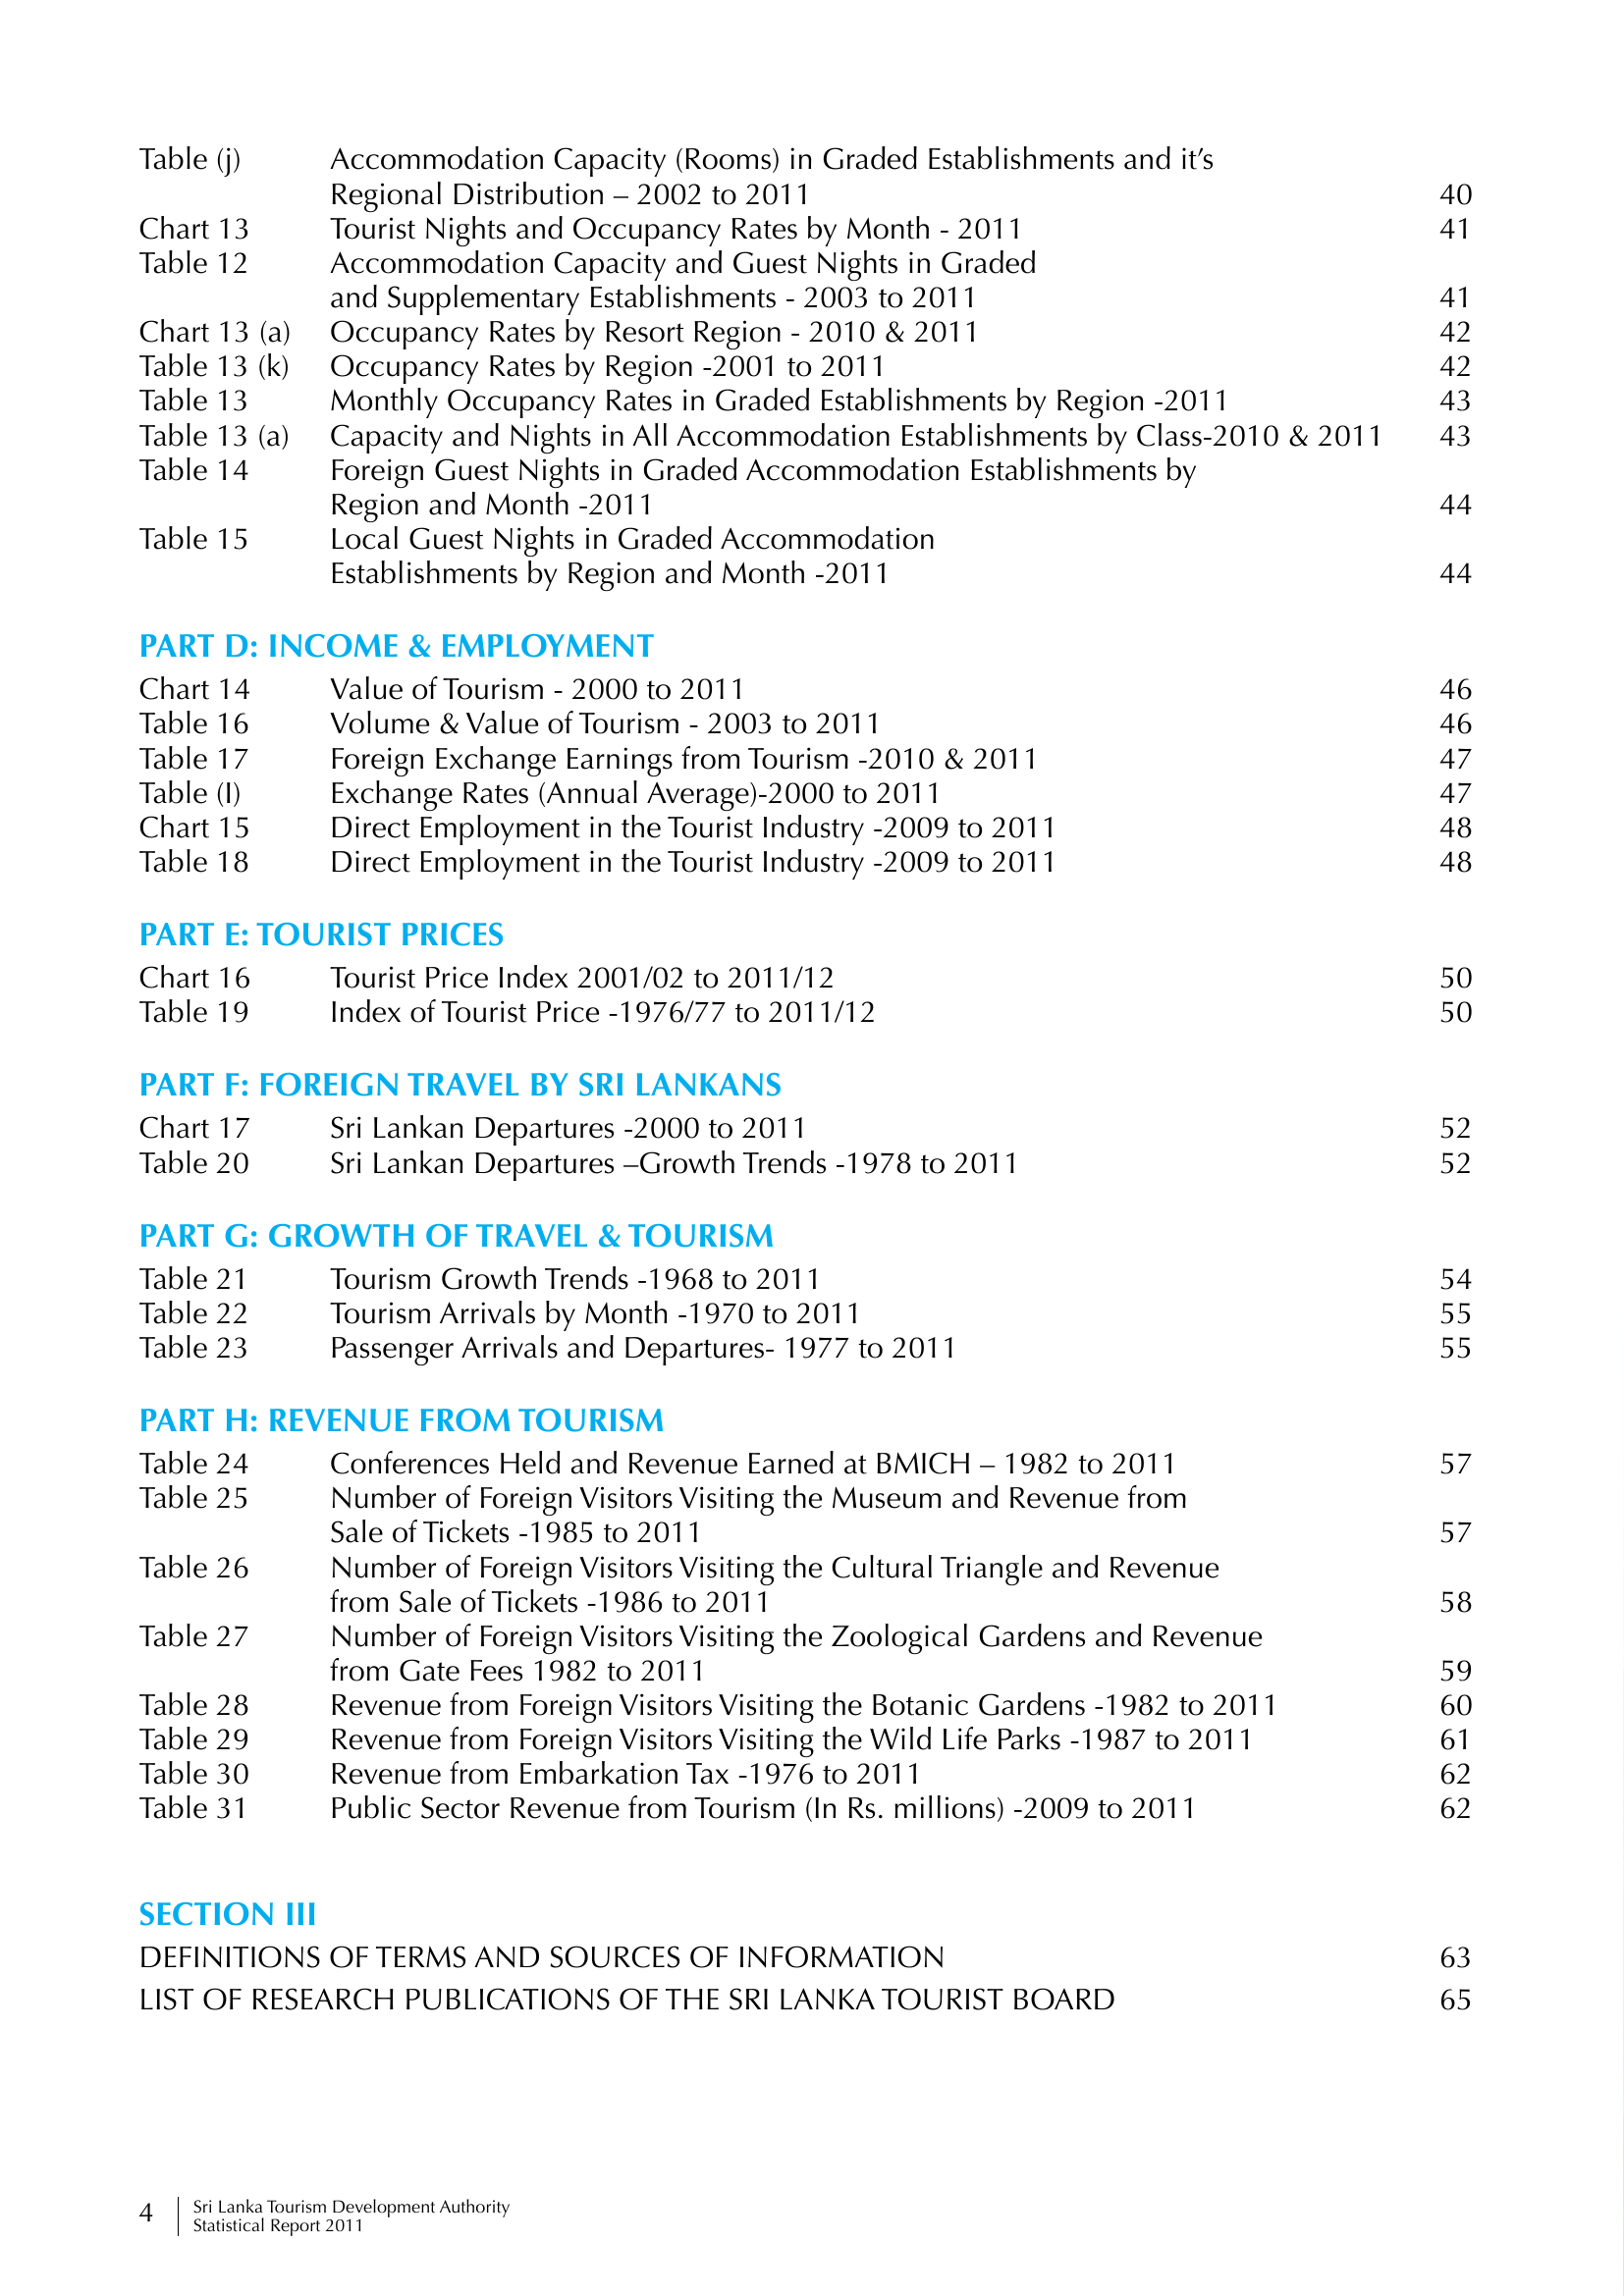 Table (j) Accommodation Capacity (Rooms) in Graded Establishments and it’s
Regional Distribution – 2002 to 2011 40
Chart 13 Tourist Nights and Occupancy Rates by Month - 2011 41
Table 12 Accommodation Capacity and Guest Nights in Graded
and Supplementary Establishments - 2003 to 2011 41
Chart 13 (a) Occupancy Rates by Resort Region - 2010 & 2011 42
Table 13 (k) Occupancy Rates by Region -2001 to 2011 42
Table 13 Monthly Occupancy Rates in Graded Establishments by Region -2011 43
Table 13 (a) Capacity and Nights in All Accommodation Establishments by Class-2010 & 2011 43
Table 14 Foreign Guest Nights in Graded Accommodation Establishments by
Region and Month -2011 44
Table 15 Local Guest Nights in Graded Accommodation
Establishments by Region and Month -2011 44
PART D: INCOME & EMPLOYMENT
Chart 14 Value of Tourism - 2000 to 2011 46
Table 16 Volume & Value of Tourism - 2003 to 2011 46
Table 17 Foreign Exchange Earnings from Tourism -2010 & 2011 47
Table (I) Exchange Rates (Annual Average)-2000 to 2011 47
Chart 15 Direct Employment in the Tourist Industry -2009 to 2011 48
Table 18 Direct Employment in the Tourist Industry -2009 to 2011 48
PART E: TOURIST PRICES
Chart 16 Tourist Price Index 2001/02 to 2011/12 50
Table 19 Index of Tourist Price -1976/77 to 2011/12 50
PART F: FOREIGN TRAVEL BY SRI LANKANS
Chart 17 Sri Lankan Departures -2000 to 2011 52
Table 20 Sri Lankan Departures –Growth Trends -1978 to 2011 52
PART G: GROWTH OF TRAVEL & TOURISM
Table 21 Tourism Growth Trends -1968 to 2011 54
Table 22 Tourism Arrivals by Month -1970 to 2011 55
Table 23 Passenger Arrivals and Departures- 1977 to 2011 55
PART H: REVENUE FROM TOURISM
Table 24 Conferences Held and Revenue Earned at BMICH – 1982 to 2011 57
Table 25 Number of Foreign Visitors Visiting the Museum and Revenue from
Sale of Tickets -1985 to 2011 57
Table 26 Number of Foreign Visitors Visiting the Cultural Triangle and Revenue
from Sale of Tickets -1986 to 2011 58
Table 27 Number of Foreign Visitors Visiting the Zoological Gardens and Revenue
from Gate Fees 1982 to 2011 59
Table 28 Revenue from Foreign Visitors Visiting the Botanic Gardens -1982 to 2011 60
Table 29 Revenue from Foreign Visitors Visiting the Wild Life Parks -1987 to 2011 61
Table 30 Revenue from Embarkation Tax -1976 to 2011 62
Table 31 Public Sector Revenue from Tourism (In Rs. millions) -2009 to 2011 62
SECTION III
DEFINITIONS OF TERMS AND SOURCES OF INFORMATION 63
LIST OF RESEARCH PUBLICATIONS OF THE SRI LANKA TOURIST BOARD 65
4 Sri Lanka Tourism Development Authority
Statistical Report 2011